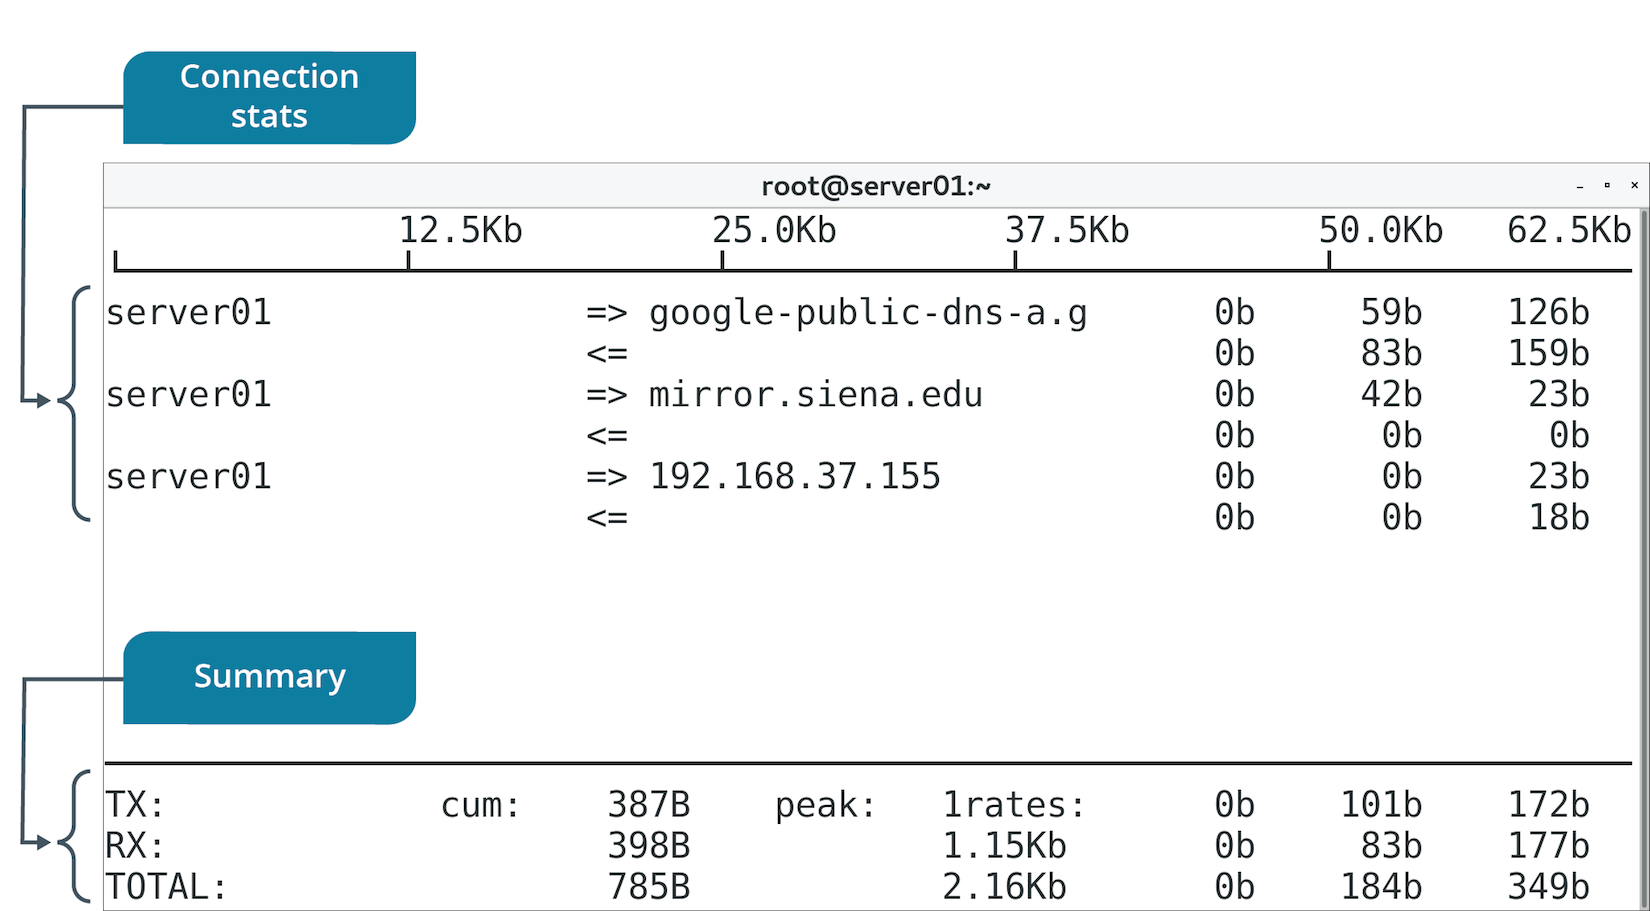 Connection
stats
root@server01:~
12.5Kb 25.0Kb 37.5Kb 50.0Kb 62.5Kb
server01 => google-public-dns-a.g 0b 59b 126b
<= 0b 83b 159b
server01 => mirror.siena.edu 0b 42b 23b
<= 0b 0b 0b
server01 => 192.168.37.155 0b 0b 23b
<= 0b 0b 18b
Summary
TX: cum: 387B peak: 1rates: 0b 101b 172b
RX: 398B 1.15Kb 0b 83b 177b
TOTAL: 785B 2.16Kb 0b 184b 349b